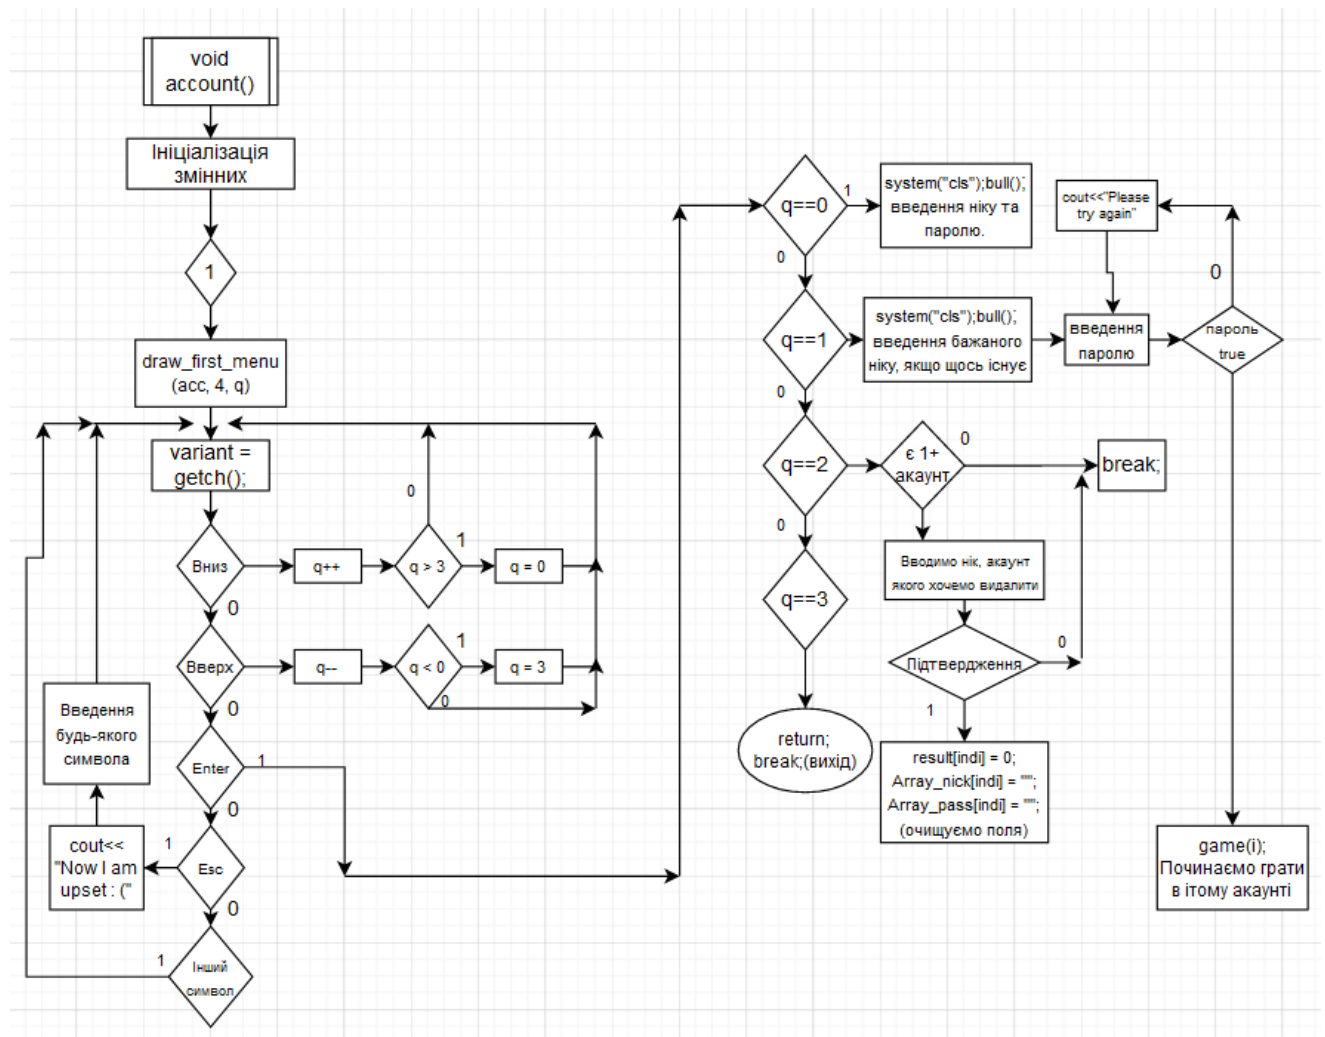 void
account()
Ініціалізація
змінних
1
draw_first_menu
(acc, 4, q)
variant =
getch();
Вниз
q++
q > 3
1
q = 0
0
0
Вверх
q--
q < 0
1
q = 3
0
0
Enter
1
0
Esc
1
cout<<
"Now I am
upset : ("
Введення
будь-якого
символа
0
Інший
символ
1
q==0
1
system("cls");bull();
введення ніку та
паролю.
0
q==1
system("cls");bull();
введення бажаного
ніку, якщо щось існує
введення
паролю
пароль
true
0
cout<<"Please
try again"
game(i);
Починаємо грати
в ітому акаунті
0
q==2
є 1+
акаунт
0
break;
Вводимо нік, акаунт
якого хочемо видалити
Підтвердження
0
1
result[indi] = 0;
Array_nick[indi] = "";
Array_pass[indi] = "";
(очищуємо поля)
0
q==3
return;
break;(вихід)